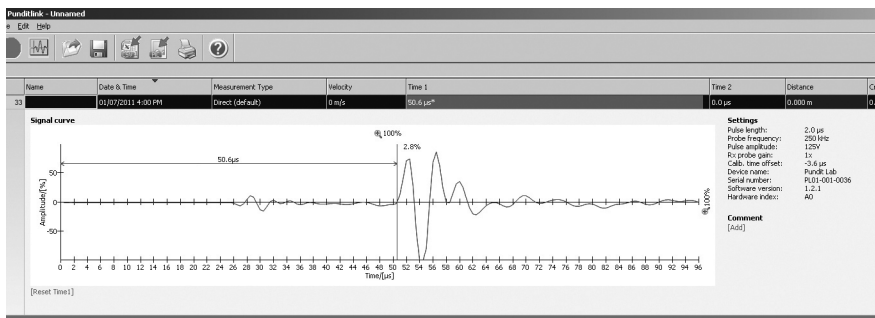 Punditlink - Unnamed
e Edit Help
Name Date & Time Measurement Type Velocity Time 1 Time 2 Distance
33 01/07/2011 4:00 PM Direct (default) 0 m/s 50.6 µs* 0.0 µs 0.000 m 0.
Signal curve
100%
2.8%
50.6µs
50
0
-50
Amplitude/[%]
100%
0 2 4 6 8 10 12 14 16 18 20 22 24 26 28 30 32 34 36 38 40 42 44 46 48 50 52 54 56 58 60 62 64 66 68 70 72 74 76 78 80 82 84 86 88 90 92 94 96
Time/[µs]
[Reset Time1]
Settings
Pulse length: 2.0 µs
Probe frequency: 250 kHz
Pulse amplitude: 125V
Rx probe gain: 1x
Calib. time offset: -3.6 µs
Device name: Pundit Lab
Serial number: PL01-001-0036
Software version: 1.2.1
Hardware index: A0
Comment
[Add]